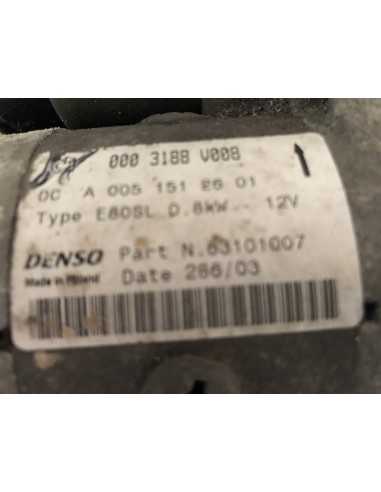 000 3188 V008
OC A 005 151 26 01
Type E80SL 0.8kW -- 12V
DENSO Part N.63101007
Made in Poland Date 286/03